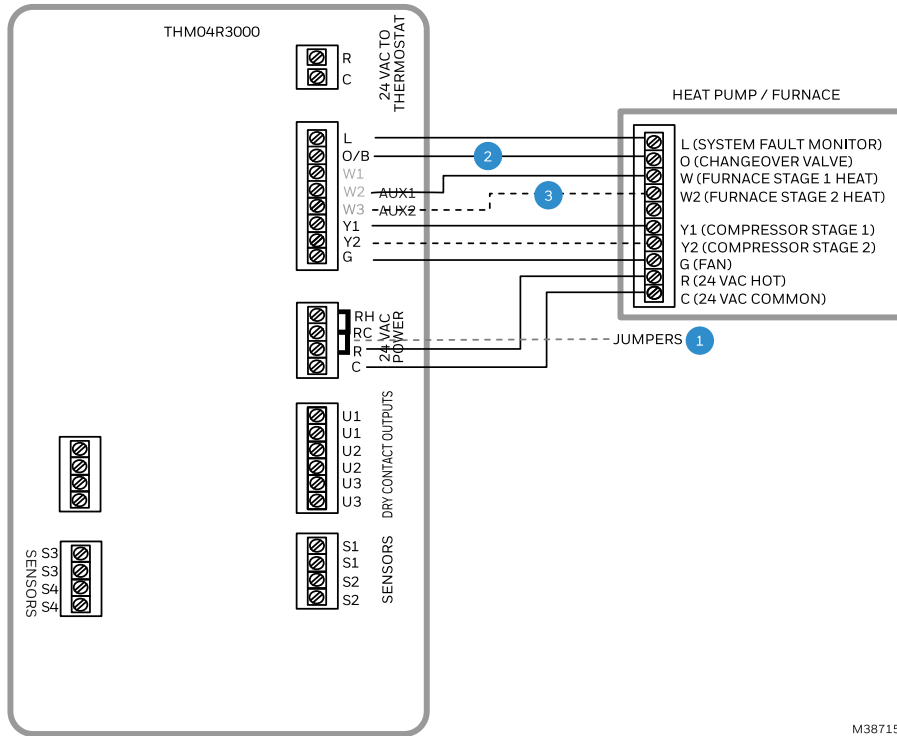 THM04R3000
R
C
24 VAC TO
THERMOSTAT
L
O/B
W1
W2 AUX1
W3 AUX2
Y1
Y2
G
RH
RC
R
C
24 VAC
POWER
U1
U1
U2
U2
U3
U3
DRY CONTACT OUTPUTS
S1
S1
S2
S2
SENSORS
S3
S3
S4
S4
SENSORS
2
3
JUMPERS 1
HEAT PUMP / FURNACE
L (SYSTEM FAULT MONITOR)
O (CHANGEOVER VALVE)
W (FURNACE STAGE 1 HEAT)
W2 (FURNACE STAGE 2 HEAT)
Y1 (COMPRESSOR STAGE 1)
Y2 (COMPRESSOR STAGE 2)
G (FAN)
R (24 VAC HOT)
C (24 VAC COMMON)
M38715